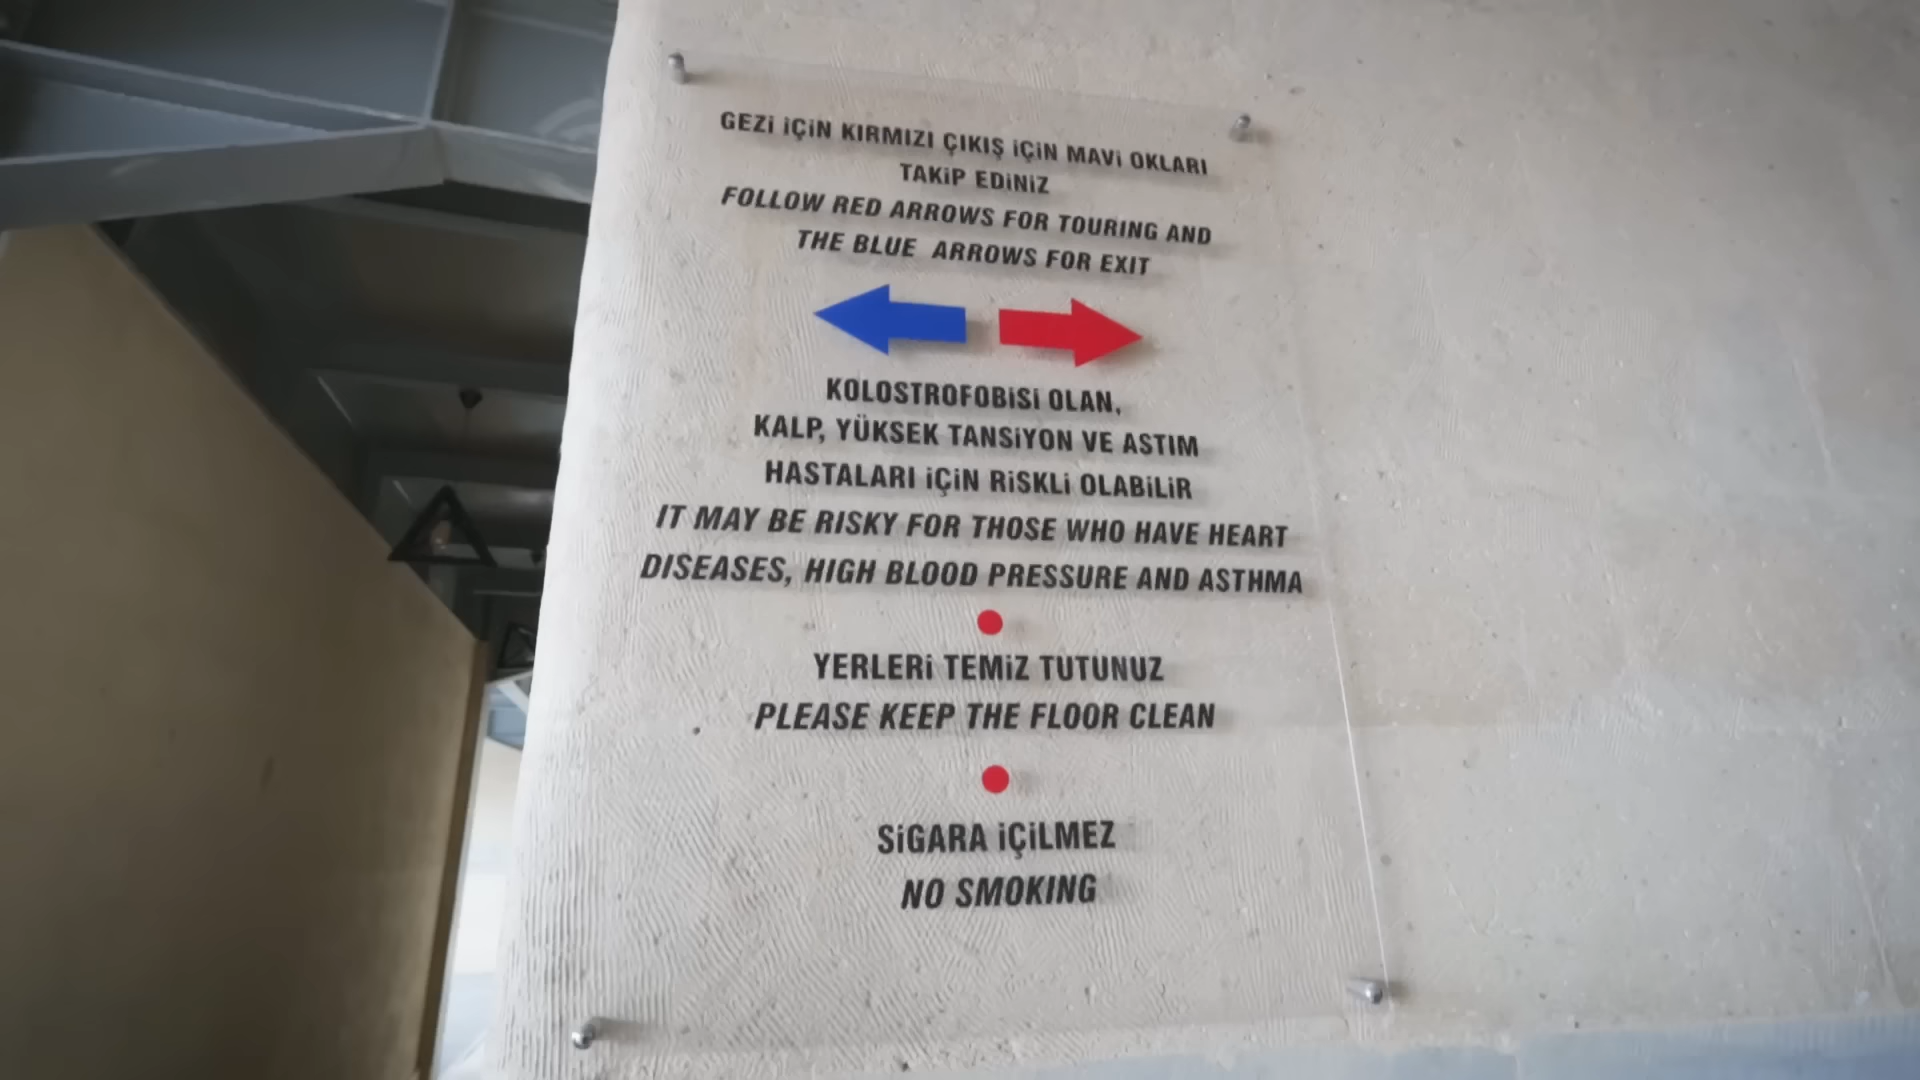 GEZİ İÇİN KIRMIZI ÇIKIŞ İÇİN MAVİ OKLARI
TAKİP EDİNİZ
FOLLOW RED ARROWS FOR TOURING AND
THE BLUE ARROWS FOR EXIT
KOLOSTROFOBİSİ OLAN,
KALP, YÜKSEK TANSİYON VE ASTIM
HASTALARI İÇİN RİSKLİ OLABİLİR
IT MAY BE RISKY FOR THOSE WHO HAVE HEART
DISEASES, HIGH BLOOD PRESSURE AND ASTHMA
YERLERİ TEMİZ TUTUNUZ
PLEASE KEEP THE FLOOR CLEAN
SİGARA İÇİLMEZ
NO SMOKING